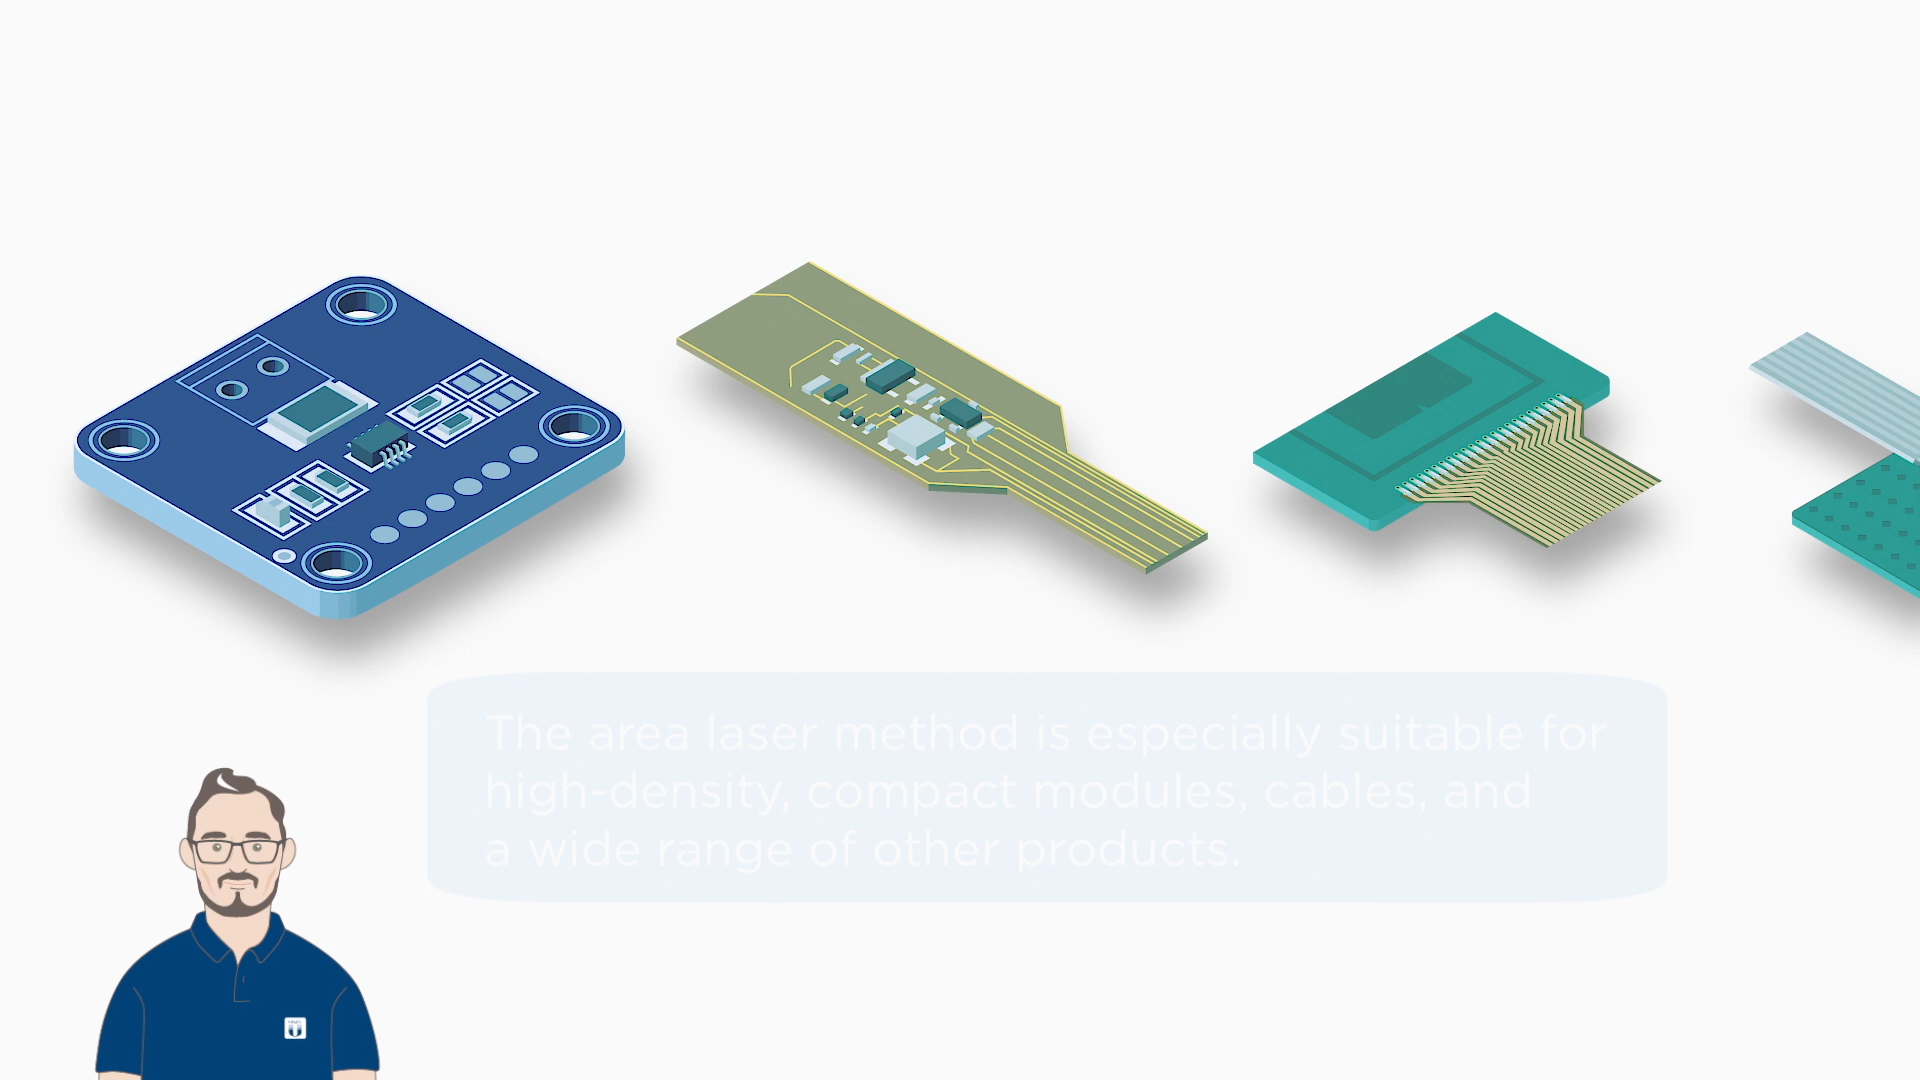 The area laser method is especially suitable for
high-density, compact modules, cables, and
a wide range of other products.